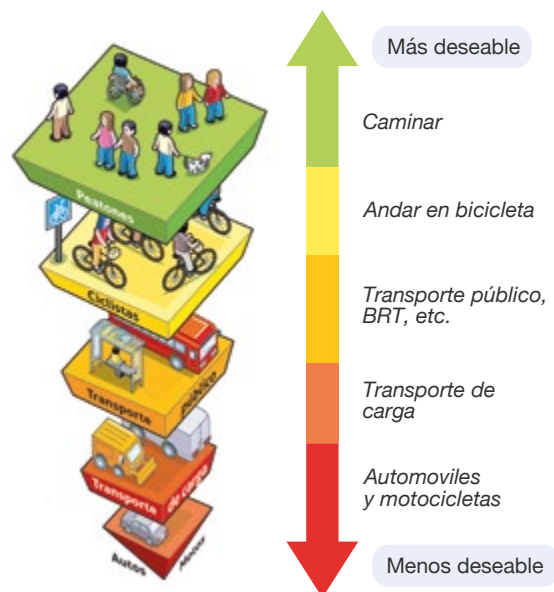 Peatones
Ciclistas
Transporte público
Transporte de carga
Autos Motos
Más deseable
Caminar
Andar en bicicleta
Transporte público,
BRT, etc.
Transporte de
carga
Automoviles
y motocicletas
Menos deseable